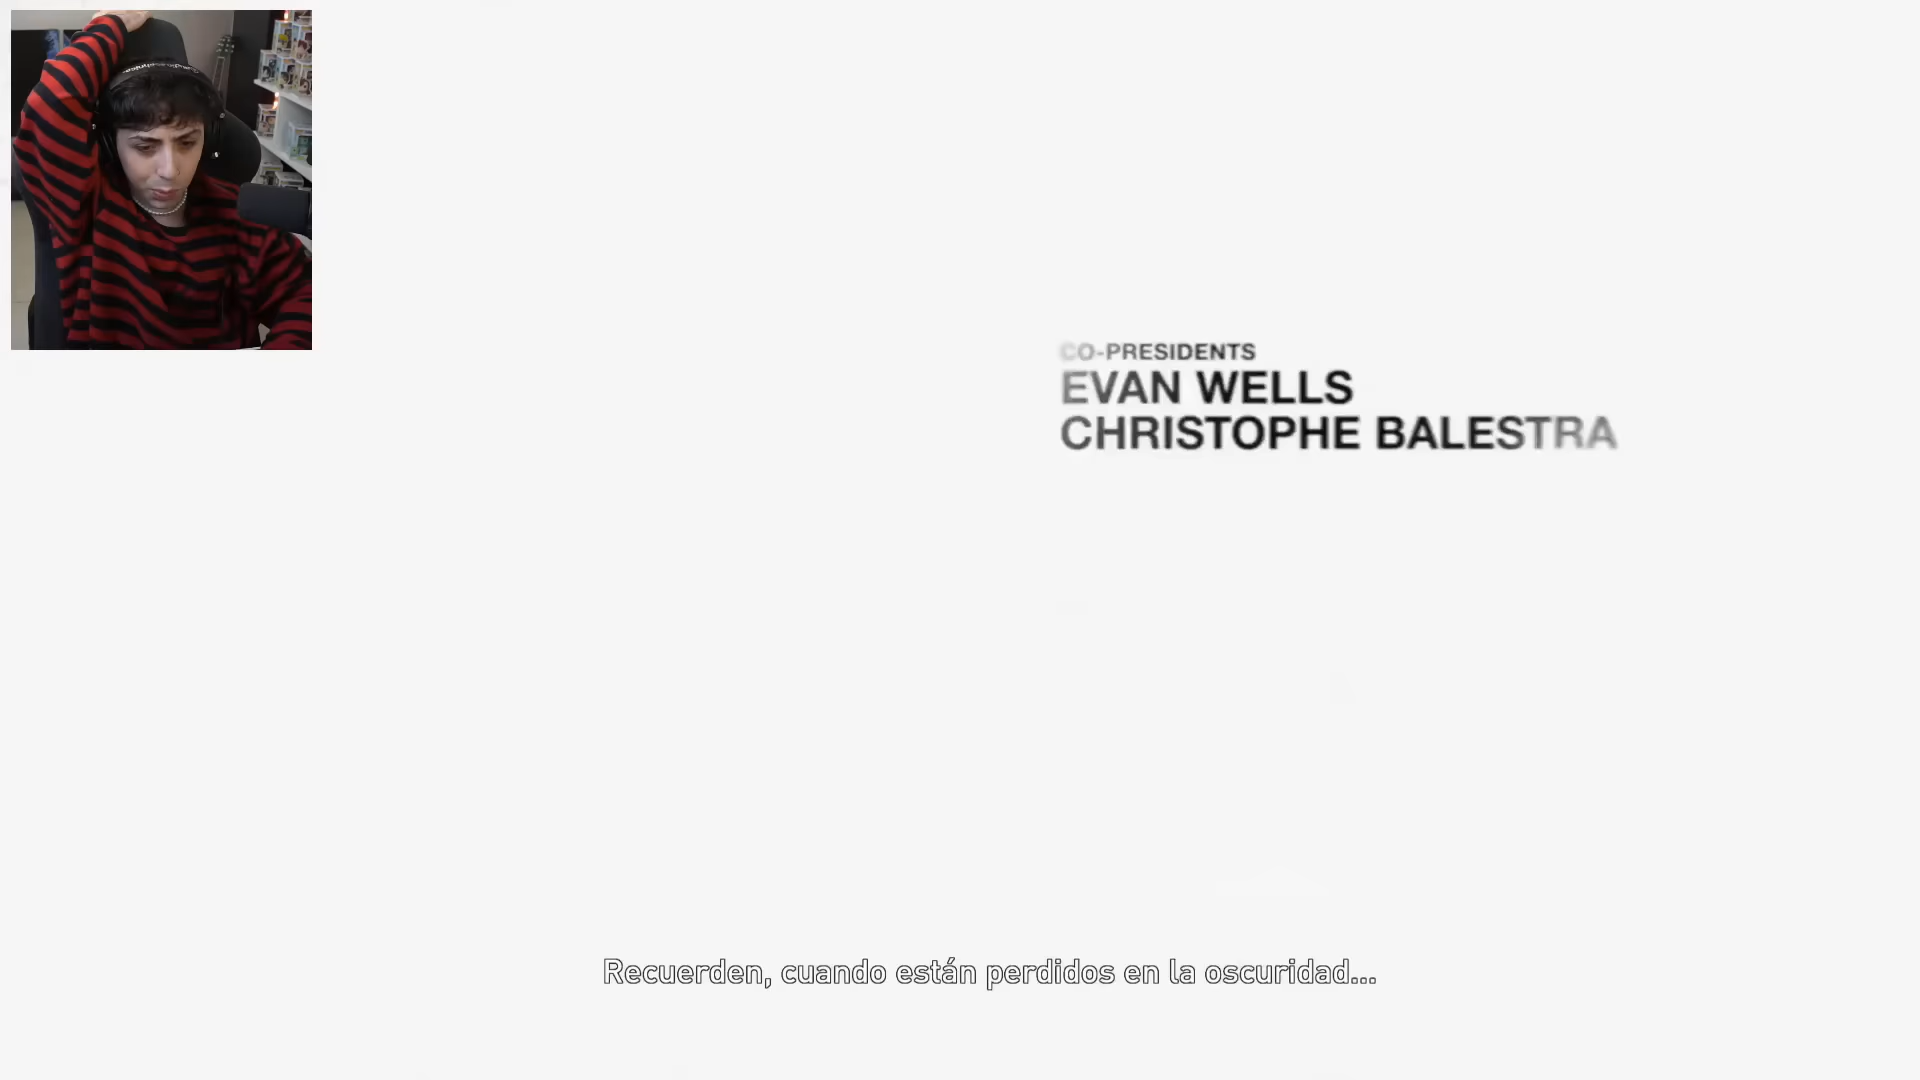 CO-PRESIDENTS
EVAN WELLS
CHRISTOPHE BALESTRA
Recuerden, cuando están perdidos en la oscuridad...